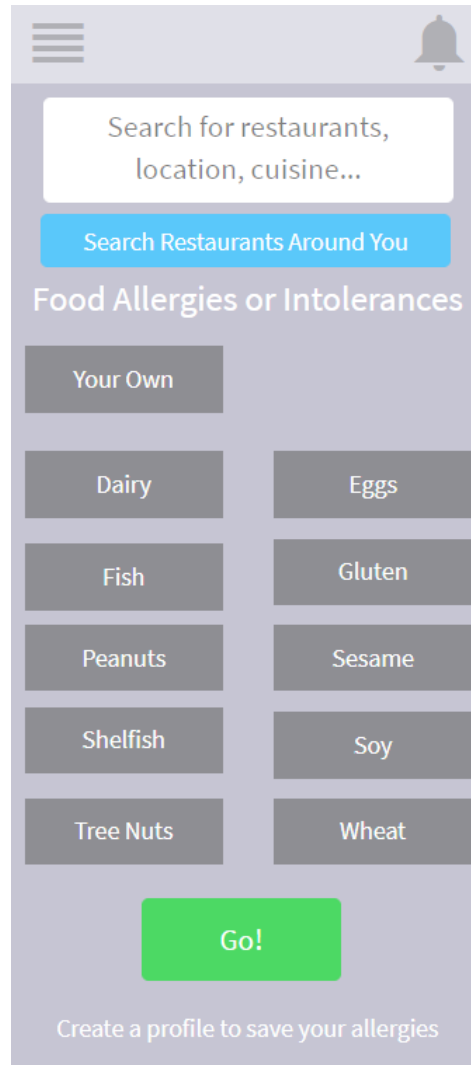 Search for restaurants,
location, cuisine...
Search Restaurants Around You
Food Allergies or Intolerances
Your Own
Dairy
Eggs
Fish
Gluten
Peanuts
Sesame
Shelfish
Soy
Tree Nuts
Wheat
Go!
Create a profile to save your allergies